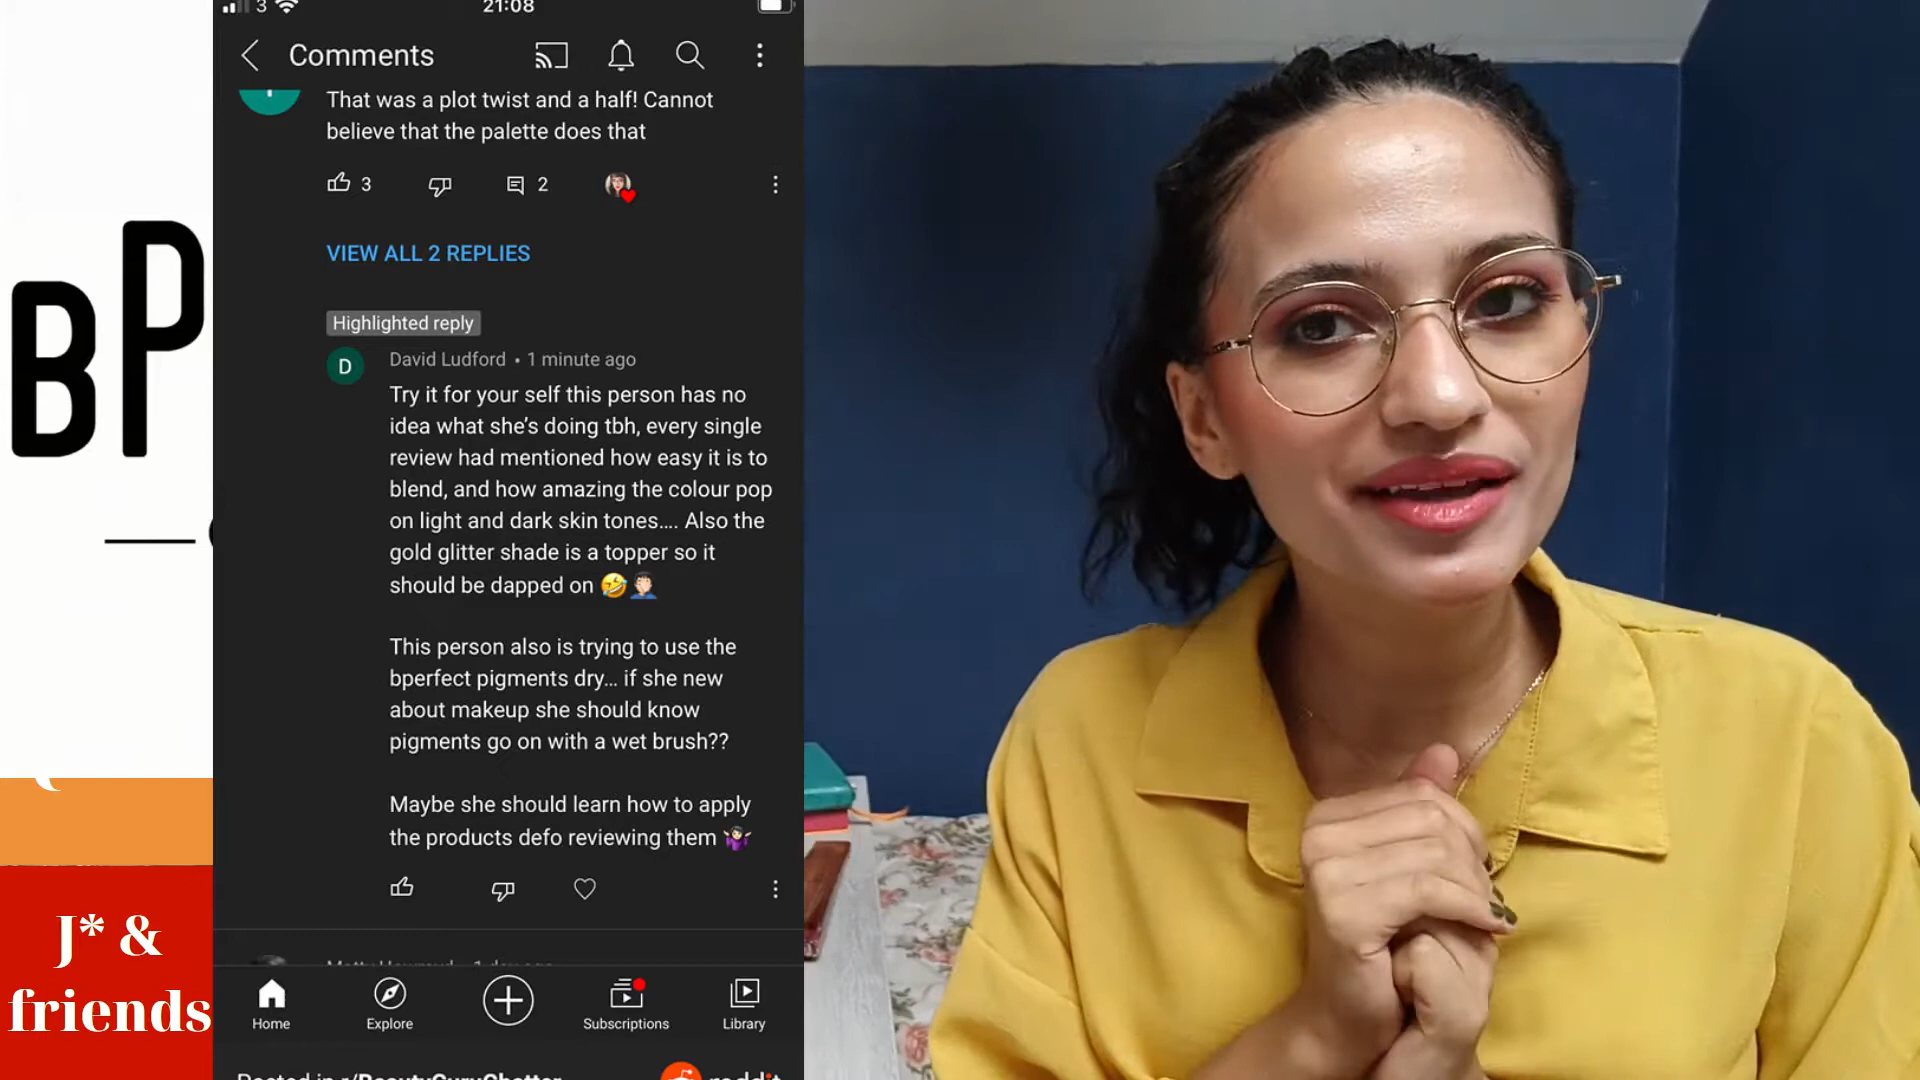 3
21:08
Comments
That was a plot twist and a half! Cannot
believe that the palette does that
3
2
VIEW ALL 2 REPLIES
Highlighted reply
D
David Ludford • 1 minute ago
Try it for your self this person has no
idea what she's doing tbh, every single
review had mentioned how easy it is to
blend, and how amazing the colour pop
on light and dark skin tones.... Also the
gold glitter shade is a topper so it
should be dapped on 🤣🤦🏻‍♂️
This person also is trying to use the
bperfect pigments dry... if she new
about makeup she should know
pigments go on with a wet brush??
Maybe she should learn how to apply
the products defo reviewing them 🤷🏻‍♀️
Home
Explore
Subscriptions
Library
Posted in r/BeautyGuruChatter
reddit
BP
J* &
friends